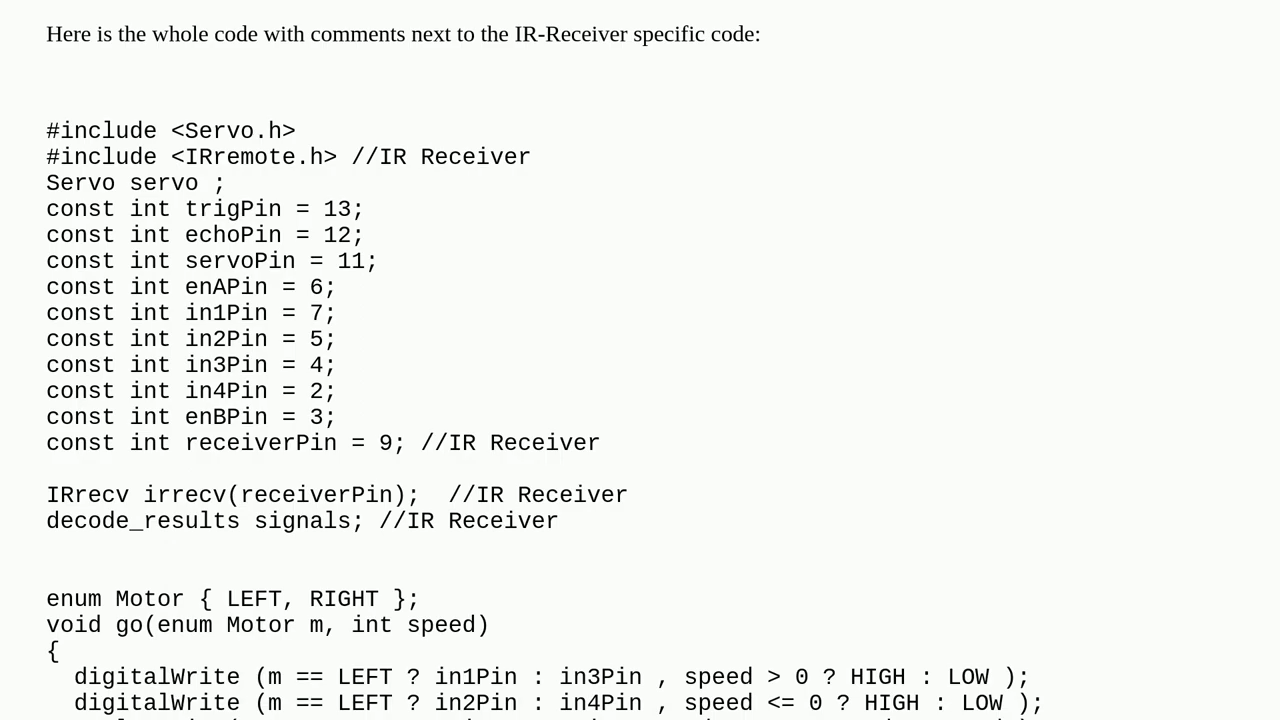 Here is the whole code with comments next to the IR-Receiver specific code:
#include <Servo.h>
#include <IRremote.h> //IR Receiver
Servo servo ;
const int trigPin = 13;
const int echoPin = 12;
const int servoPin = 11;
const int enAPin = 6;
const int in1Pin = 7;
const int in2Pin = 5;
const int in3Pin = 4;
const int in4Pin = 2;
const int enBPin = 3;
const int receiverPin = 9; //IR Receiver
IRrecv irrecv(receiverPin);  //IR Receiver
decode_results signals; //IR Receiver
enum Motor { LEFT, RIGHT };
void go(enum Motor m, int speed)
{
  digitalWrite (m == LEFT ? in1Pin : in3Pin , speed > 0 ? HIGH : LOW );
  digitalWrite (m == LEFT ? in2Pin : in4Pin , speed <= 0 ? HIGH : LOW );